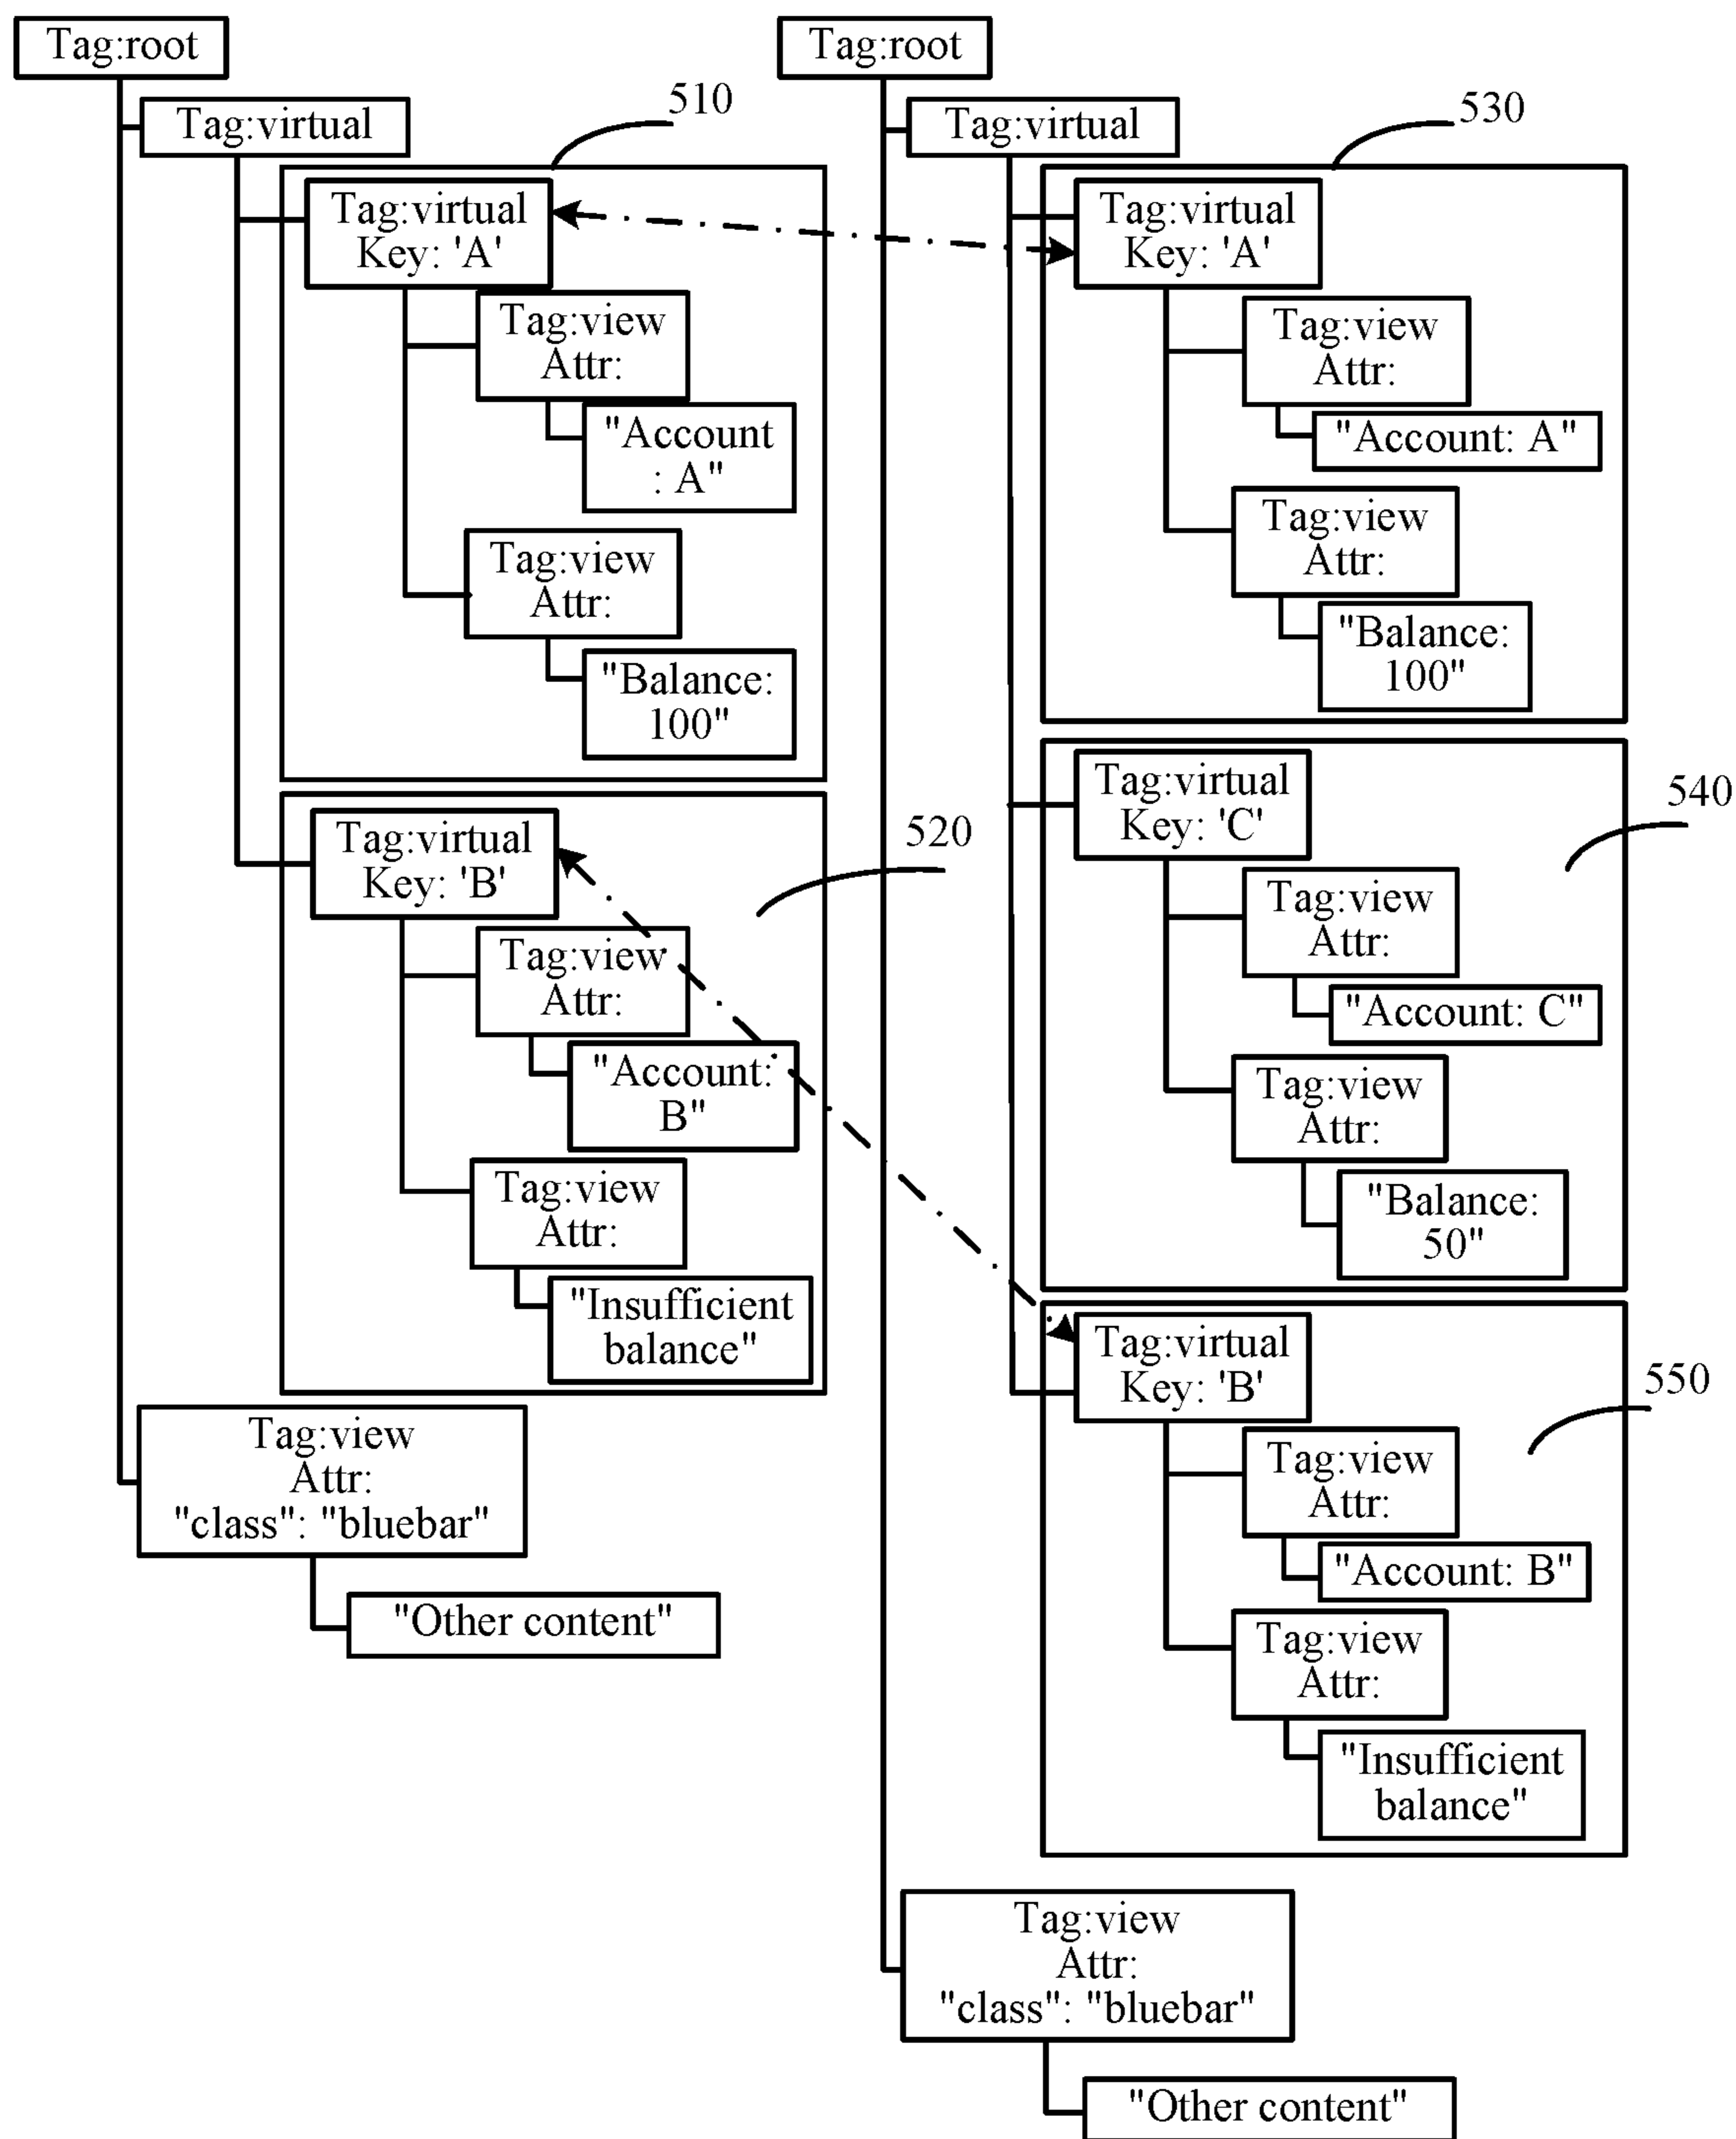 Tag:root
Tag:virtual
510
Tag:virtual
Key: 'A'
Tag:view
Attr:
"Account
: A"
Tag:view
Attr:
"Balance:
100"
Tag:virtual
Key: 'B'
520
Tag:view
Attr:
"Account:
B"
Tag:view
Attr:
"Insufficient
balance"
Tag:view
Attr:
"class": "bluebar"
"Other content"
Tag:root
Tag:virtual
530
Tag:virtual
Key: 'A'
Tag:view
Attr:
"Account: A"
Tag:view
Attr:
"Balance:
100"
Tag:virtual
Key: 'C'
540
Tag:view
Attr:
"Account: C"
Tag:view
Attr:
"Balance:
50"
Tag:virtual
Key: 'B'
550
Tag:view
Attr:
"Account: B"
Tag:view
Attr:
"Insufficient
balance"
Tag:view
Attr:
"class": "bluebar"
"Other content"